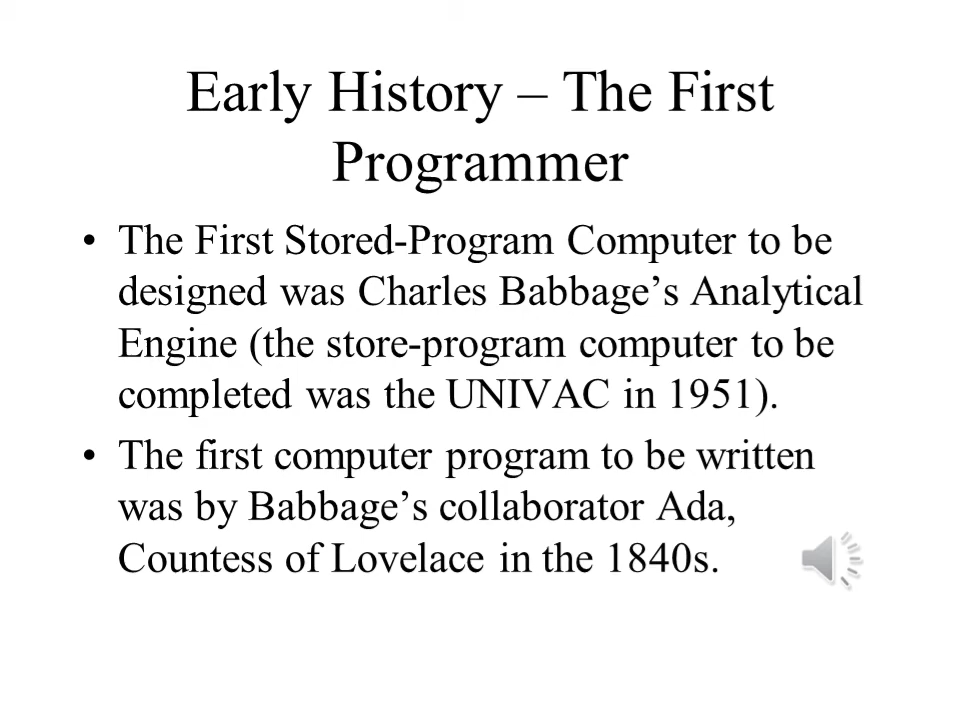 Early History – The First
Programmer
• The First Stored-Program Computer to be
designed was Charles Babbage’s Analytical
Engine (the store-program computer to be
completed was the UNIVAC in 1951).
• The first computer program to be written
was by Babbage’s collaborator Ada,
Countess of Lovelace in the 1840s.